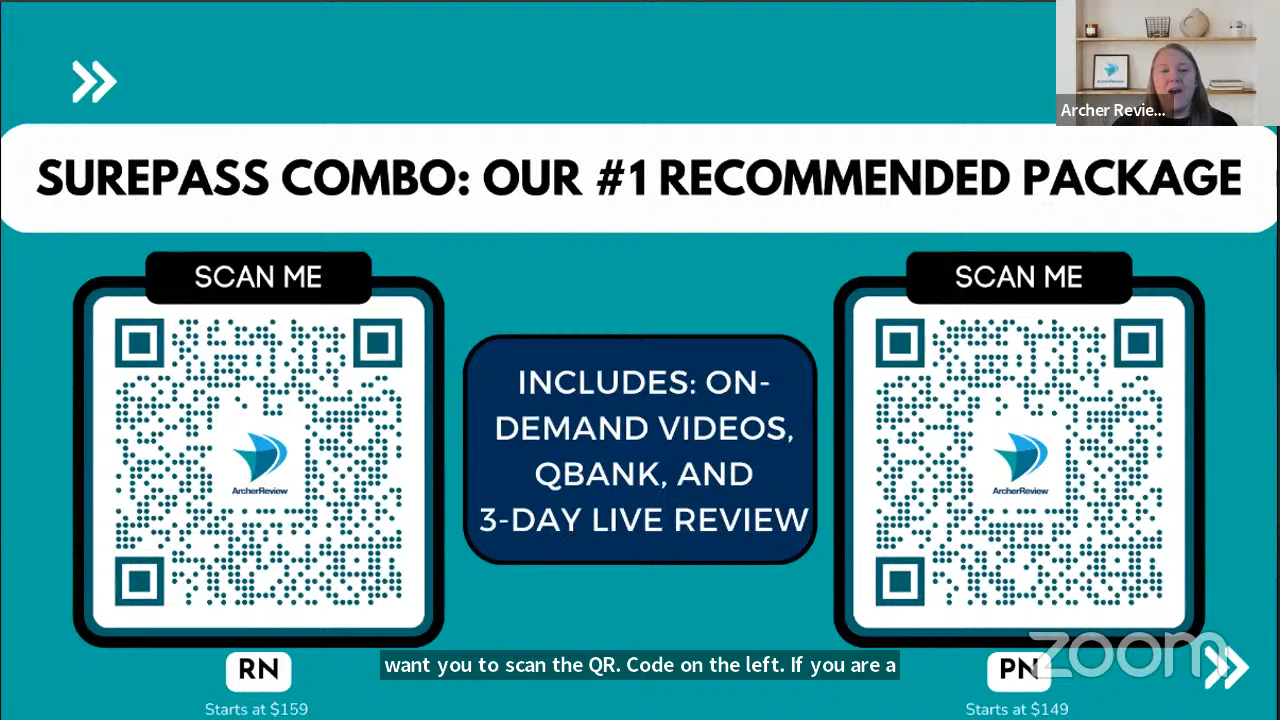 Archer Revie...
SUREPASS COMBO: OUR #1 RECOMMENDED PACKAGE
SCAN ME
SCAN ME
ArcherReview
INCLUDES: ON-
DEMAND VIDEOS,
QBANK, AND
3-DAY LIVE REVIEW
ArcherReview
RN
Starts at $159
want you to scan the QR. Code on the left. If you are a
PN
Starts at $149
zoom